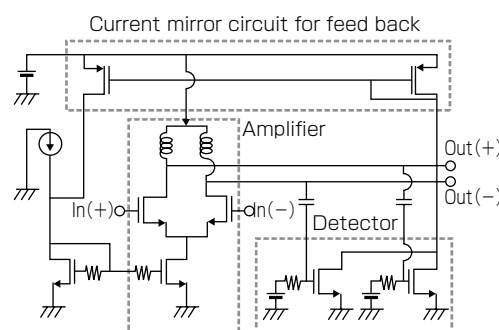 Current mirror circuit for feed back
Amplifier
Out(+)
Out(−)
In(+)
In(−)
Detector